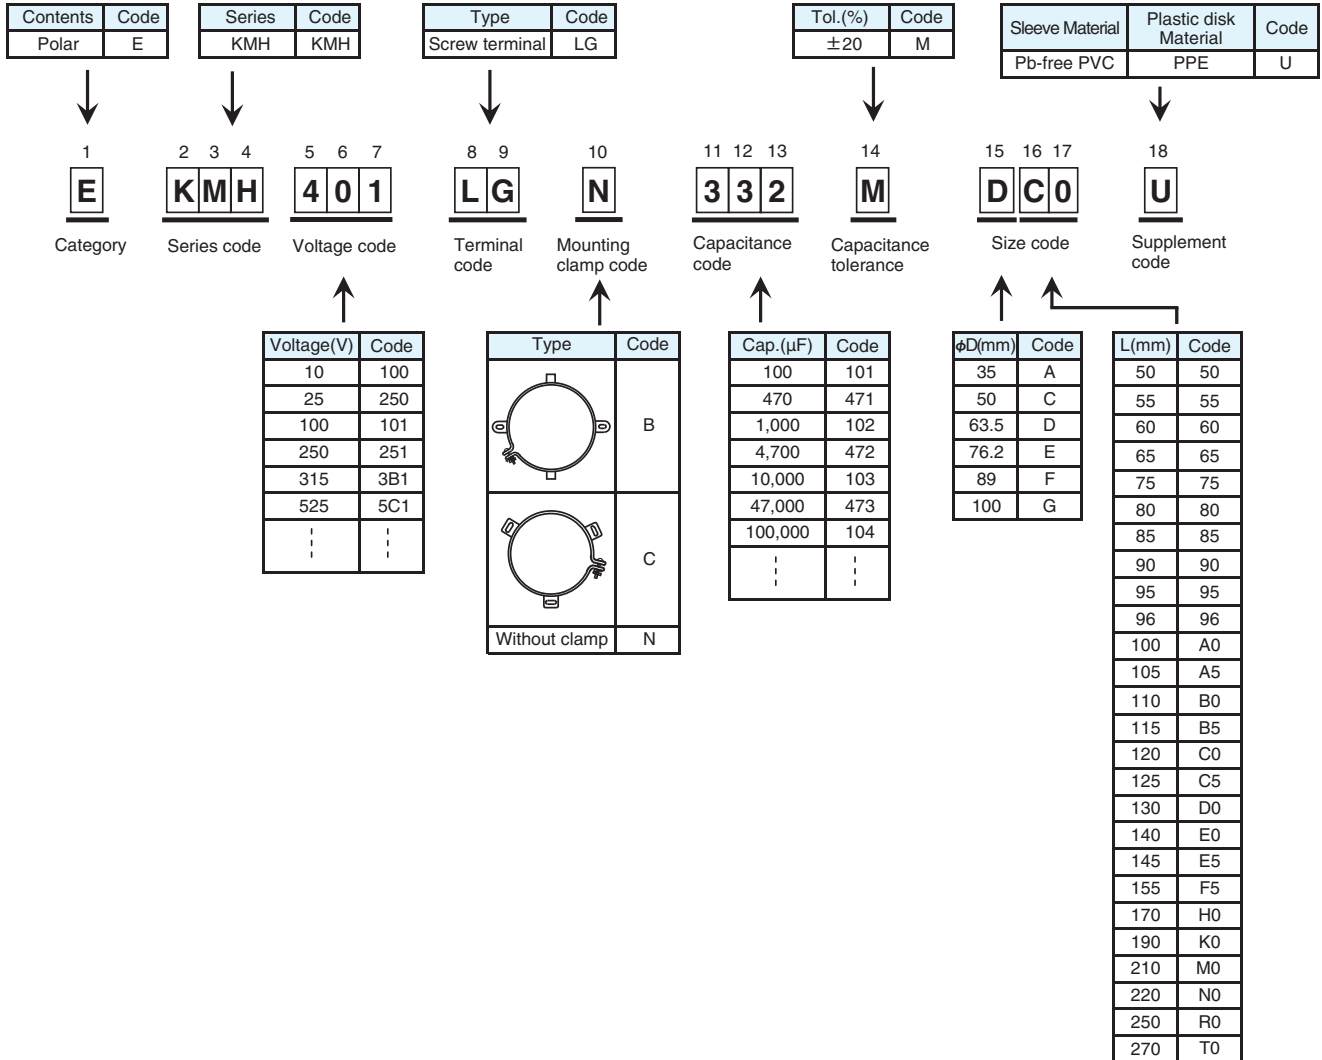 Contents Code
Polar E
Series Code
KMH KMH
Type Code
Screw terminal LG
Tol.(%) Code
±20 M
Sleeve Material Plastic disk Material Code
Pb-free PVC PPE U
1 2 3 4 5 6 7 8 9 10 11 12 13 14 15 16 17 18
E KMH 401 LG N 332 M D C0 U
Category
Series code
Voltage code
Terminal
code
Mounting
clamp code
Capacitance
code
Capacitance
tolerance
Size code
Supplement
code
Voltage(V) Code
10 100
25 250
100 101
250 251
315 3B1
525 5C1
Type Code
B
C
Without clamp N
Cap.(µF) Code
100 101
470 471
1,000 102
4,700 472
10,000 103
47,000 473
100,000 104
ϕD(mm) Code
35 A
50 C
63.5 D
76.2 E
89 F
100 G
L(mm) Code
50 50
55 55
60 60
65 65
75 75
80 80
85 85
90 90
95 95
96 96
100 A0
105 A5
110 B0
115 B5
120 C0
125 C5
130 D0
140 E0
145 E5
155 F5
170 H0
190 K0
210 M0
220 N0
250 R0
270 T0